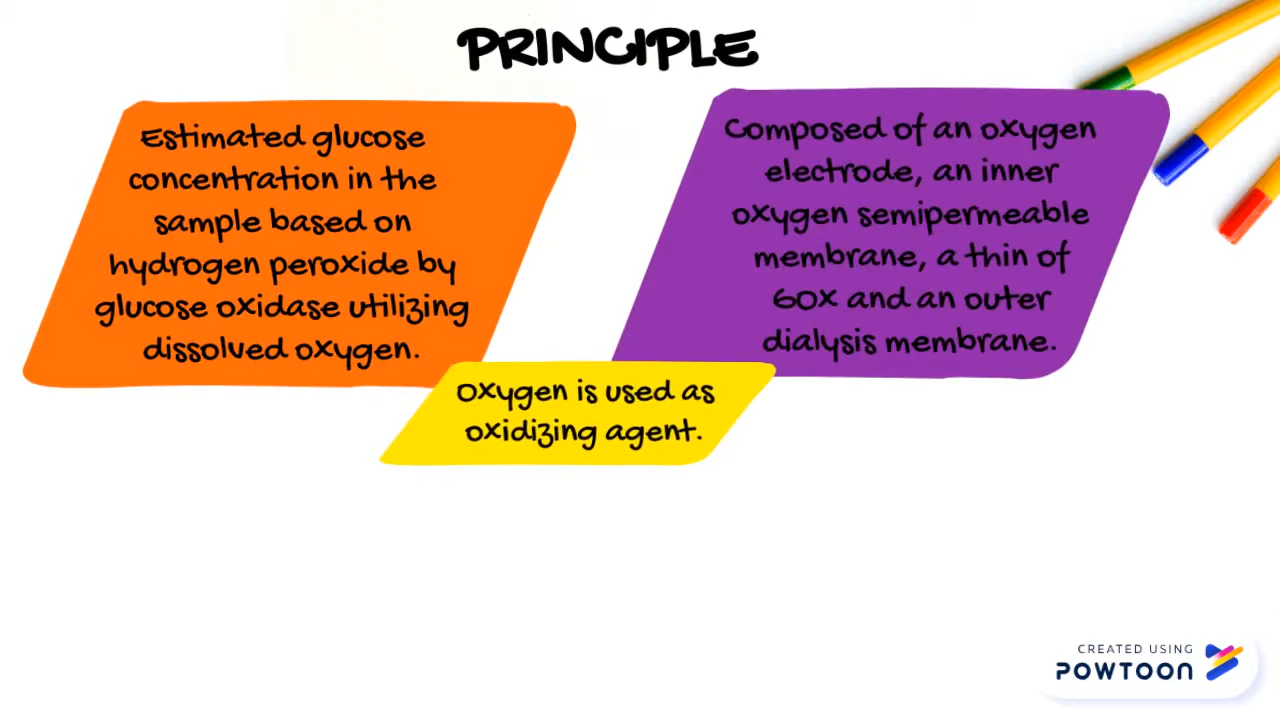 PRINCIPLE
Estimated glucose
concentration in the
sample based on
hydrogen peroxide by
glucose oxidase utilizing
dissolved oxygen.
Composed of an oxygen
electrode, an inner
oxygen semipermeable
membrane, a thin of
GOX and an outer
dialysis membrane.
Oxygen is used as
oxidizing agent.
CREATED USING
POWTOON